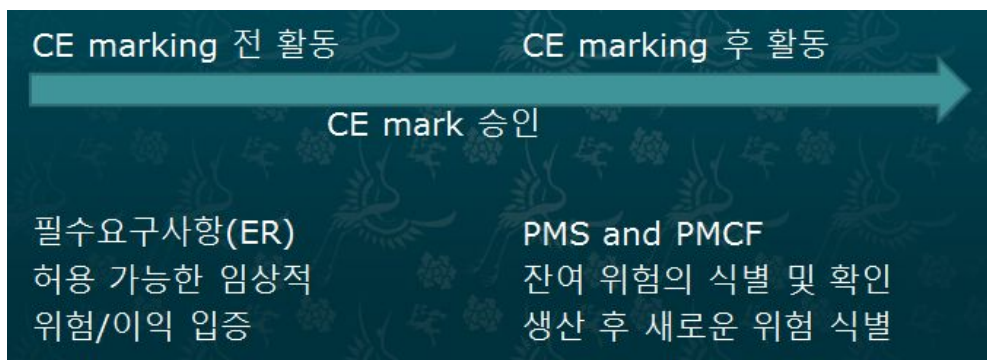 CE marking 전 활동
CE marking 후 활동
CE mark 승인
필수요구사항(ER)
허용 가능한 임상적
위험/이익 입증
PMS and PMCF
잔여 위험의 식별 및 확인
생산 후 새로운 위험 식별